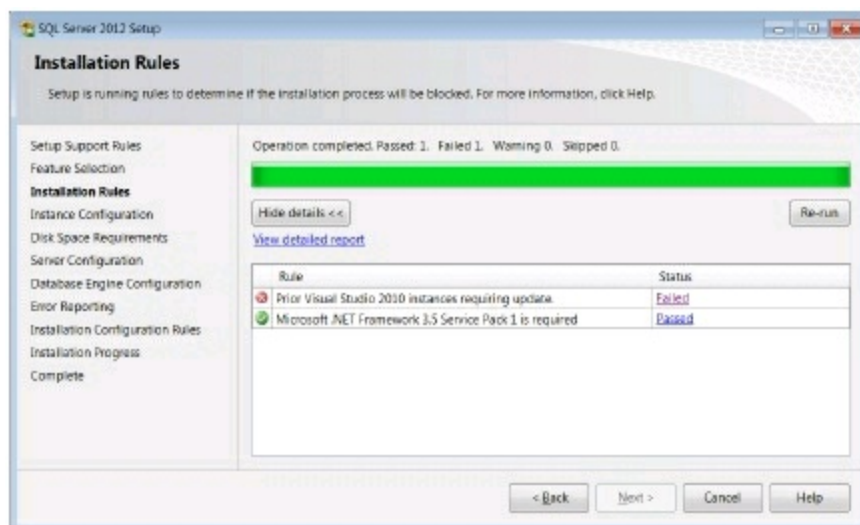 SQL Server 2012 Setup
Installation Rules
Setup is running rules to determine if the installation process will be blocked. For more information, click Help.
Setup Support Rules
Feature Selection
Installation Rules
Instance Configuration
Disk Space Requirements
Server Configuration
Database Engine Configuration
Error Reporting
Installation Configuration Rules
Installation Progress
Complete
Operation completed. Passed: 1. Failed 1. Warning 0. Skipped 0.
Hide details <<
Re-run
View detailed report
Rule Status
Prior Visual Studio 2010 instances requiring update. Failed
Microsoft .NET Framework 3.5 Service Pack 1 is required Passed
< Back Next > Cancel Help